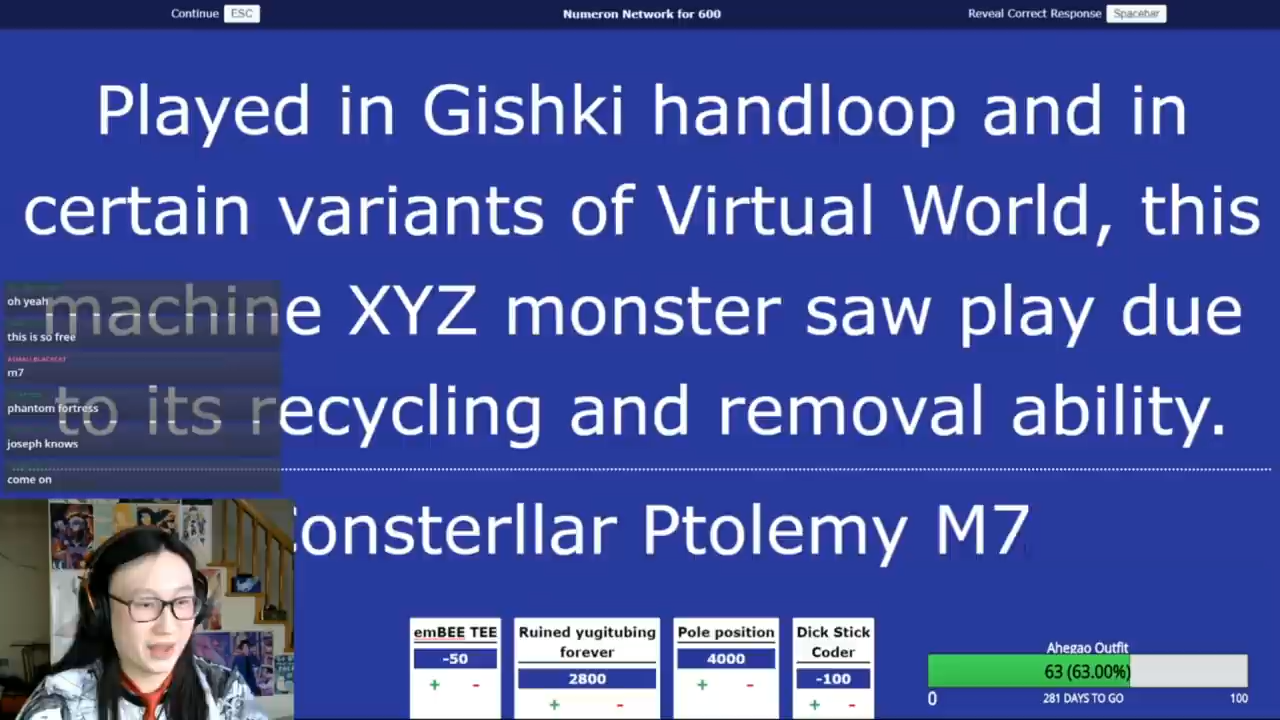 Continue ESC
Numeron Network for 600
Reveal Correct Response Spacebar
Played in Gishki handloop and in
certain variants of Virtual World, this
machine XYZ monster saw play due
to its recycling and removal ability.
Consterllar Ptolemy M7
oh yeah
this is so free
ASMALLBLACKCAT
m7
phantom fortress
joseph knows
come on
emBEE TEE
-50
+ -
Ruined yugitubing
forever
2800
+ -
Pole position
4000
+ -
Dick Stick
Coder
-100
+ -
Ahegao Outfit
63 (63.00%)
0 281 DAYS TO GO 100